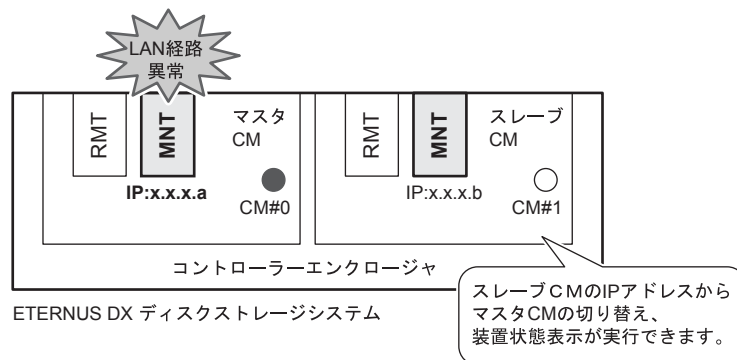 LAN経路
異常
RMT
MNT
マスタ
CM
IP:x.x.x.a
CM#0
RMT
MNT
スレーブ
CM
IP:x.x.x.b
CM#1
コントローラーエンクロージャ
ETERNUS DX ディスクストレージシステム
スレーブCMのIPアドレスから
マスタCMの切り替え、
装置状態表示が実行できます。